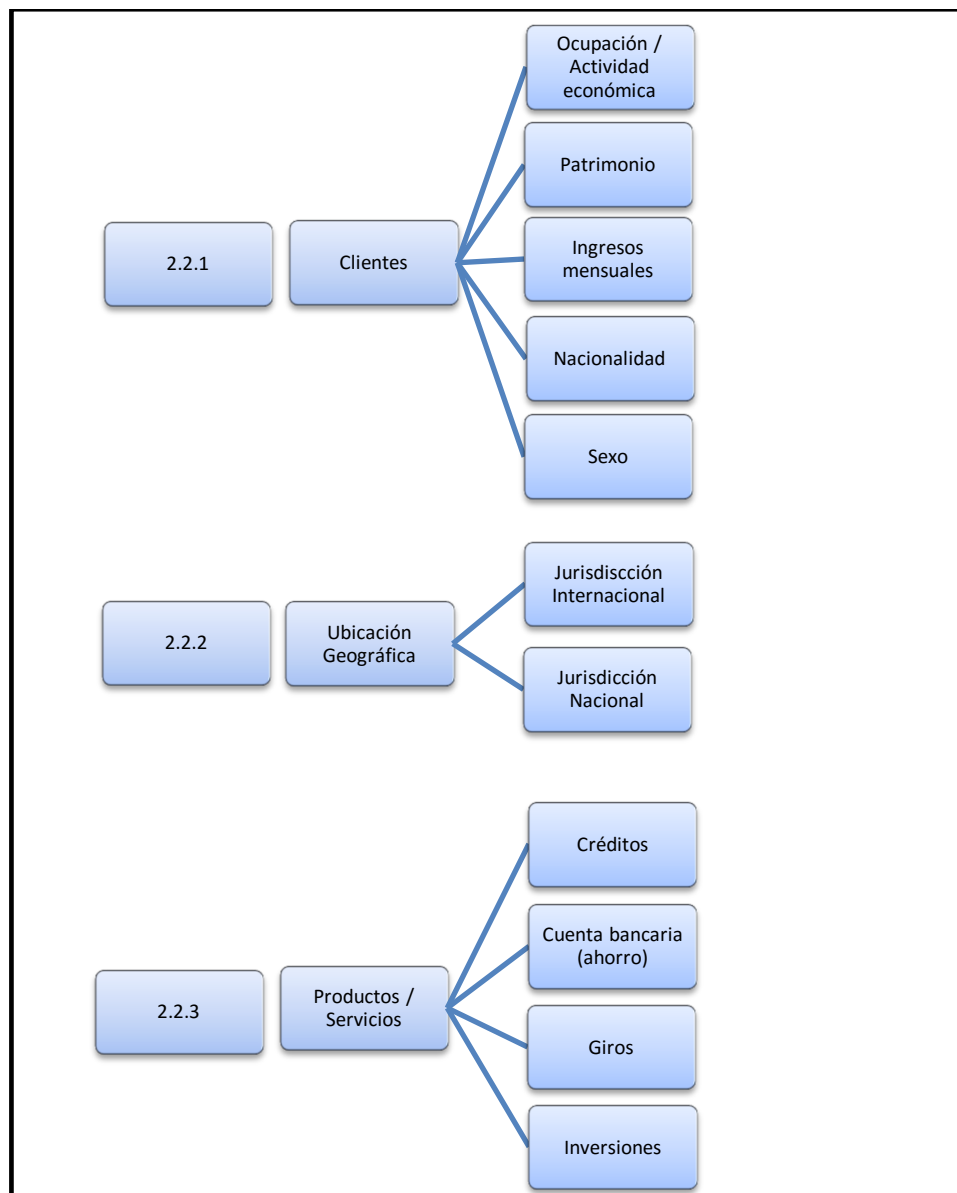 2.2.1
Clientes
Ocupación /
Actividad
económica
Patrimonio
Ingresos
mensuales
Nacionalidad
Sexo
2.2.2
Ubicación
Geográfica
Jurisdiscción
Internacional
Jurisdicción
Nacional
2.2.3
Productos /
Servicios
Créditos
Cuenta bancaria
(ahorro)
Giros
Inversiones